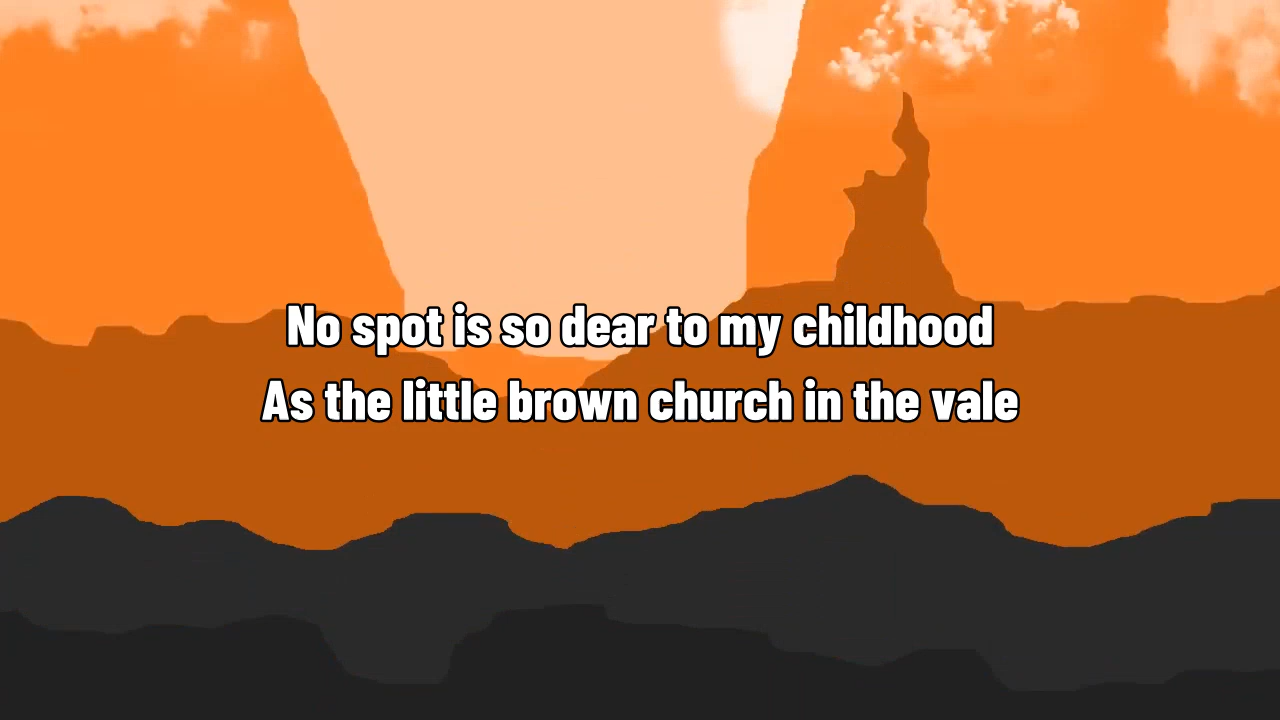 No spot is so dear to my childhood
As the little brown church in the vale